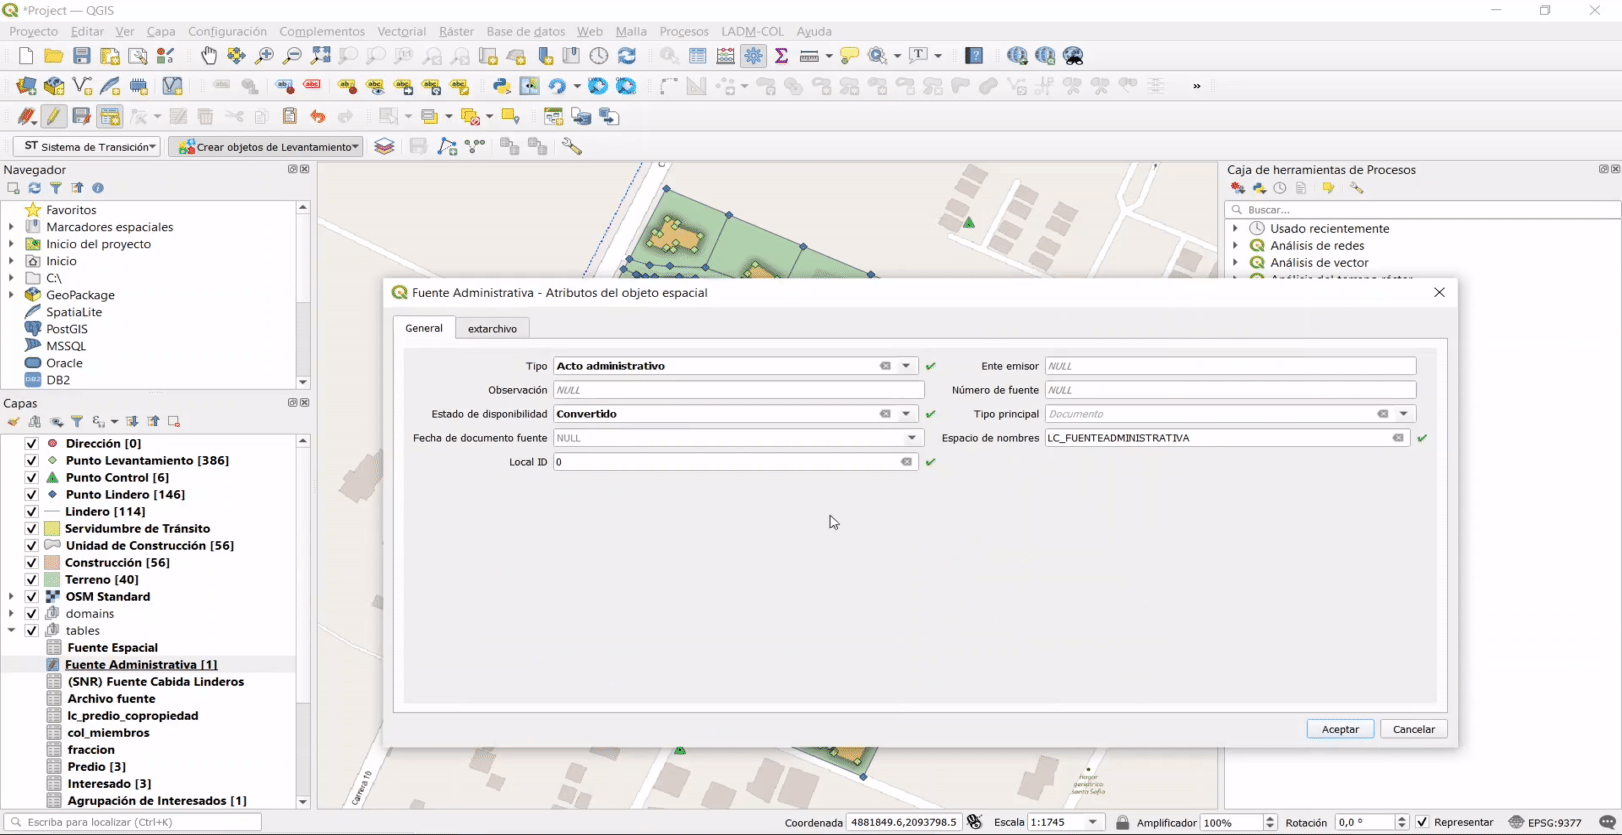 *Project — QGIS
Proyecto Editar Ver Capa Configuración Complementos Vectorial Ráster Base de datos Web Malla Procesos LADM-COL Ayuda
ST Sistema de Transición Crear objetos de Levantamiento
Navegador
Favoritos
Marcadores espaciales
Inicio del proyecto
Inicio
C:\
GeoPackage
SpatiaLite
PostGIS
MSSQL
Oracle
DB2
Capas
Dirección [0]
Punto Levantamiento [386]
Punto Control [6]
Punto Lindero [146]
Lindero [114]
Servidumbre de Tránsito
Unidad de Construcción [56]
Construcción [56]
Terreno [40]
OSM Standard
domains
tables
Fuente Espacial
Fuente Administrativa [1]
(SNR) Fuente Cabida Linderos
Archivo fuente
lc_predio_copropiedad
col_miembros
fraccion
Predio [3]
Interesado [3]
Agrupación de Interesados [1]
Caja de herramientas de Procesos
Buscar...
Usado recientemente
Análisis de redes
Análisis de vector
Análisis del terreno ráster
Fuente Administrativa - Atributos del objeto espacial
General extarchivo
Tipo Acto administrativo Ente emisor NULL
Observación NULL Número de fuente NULL
Estado de disponibilidad Convertido Tipo principal Documento
Fecha de documento fuente NULL Espacio de nombres LC_FUENTEADMINISTRATIVA
Local ID 0
Aceptar Cancelar
Carrera 10
Hogar
geriátrico
Santa Sofía
Escriba para localizar (Ctrl+K) Coordenada 4881849.6,2093798.5 Escala 1:1745 Amplificador 100% Rotación 0,0 ° Representar EPSG:9377